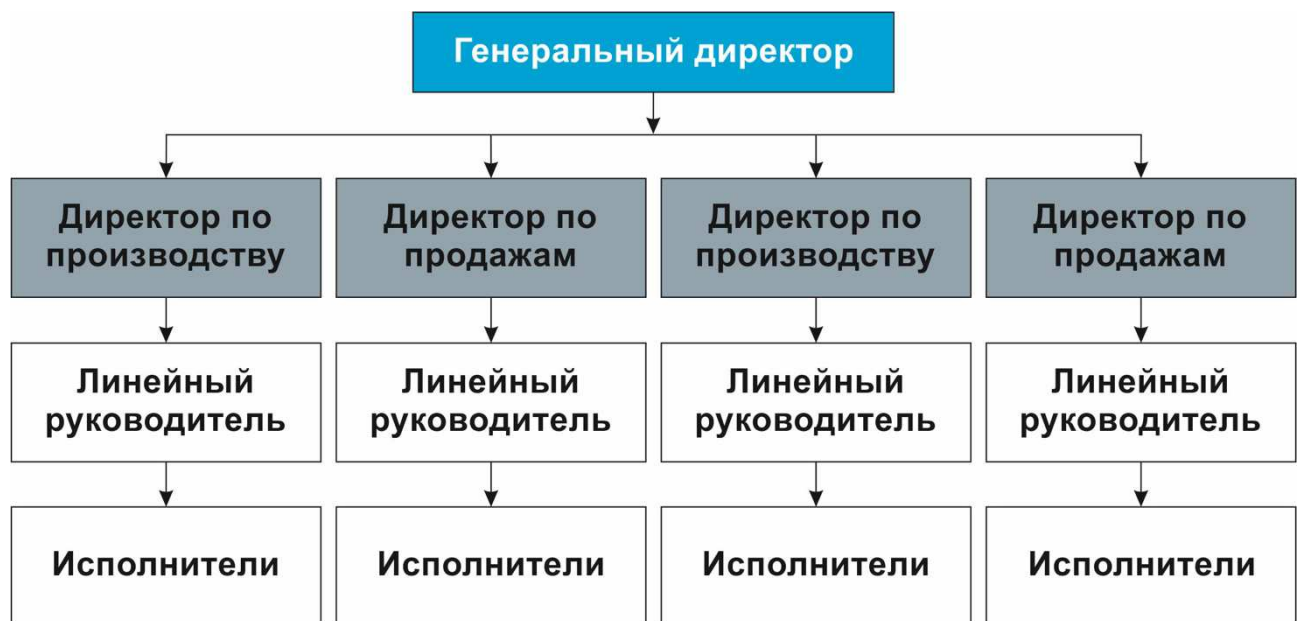 Генеральный директор
Директор по
производству
Директор по
продажам
Директор по
производству
Директор по
продажам
Линейный
руководитель
Линейный
руководитель
Линейный
руководитель
Линейный
руководитель
Исполнители
Исполнители
Исполнители
Исполнители